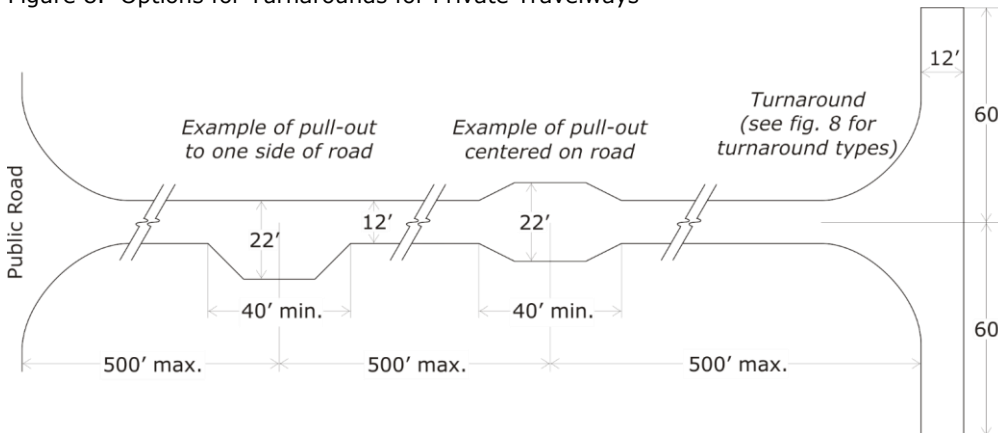 Figure 6. Options for Turnarounds for Private Travelways
12’
60
Turnaround
(see fig. 8 for
turnaround types)
Example of pull-out
to one side of road
Example of pull-out
centered on road
Public Road
22’
12’
22’
40’ min.
40’ min.
60
500’ max.
500’ max.
500’ max.